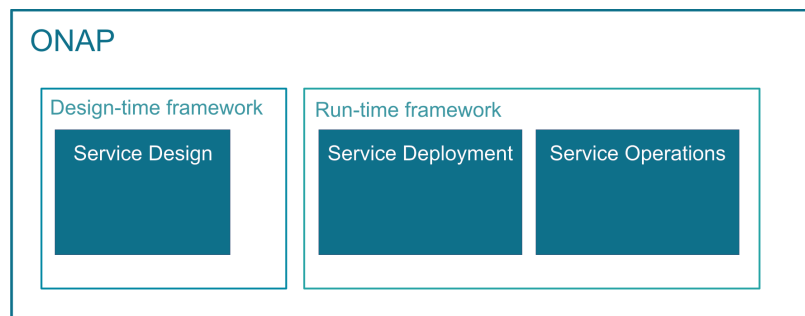 ONAP
Design-time framework
Run-time framework
Service Design
Service Deployment
Service Operations